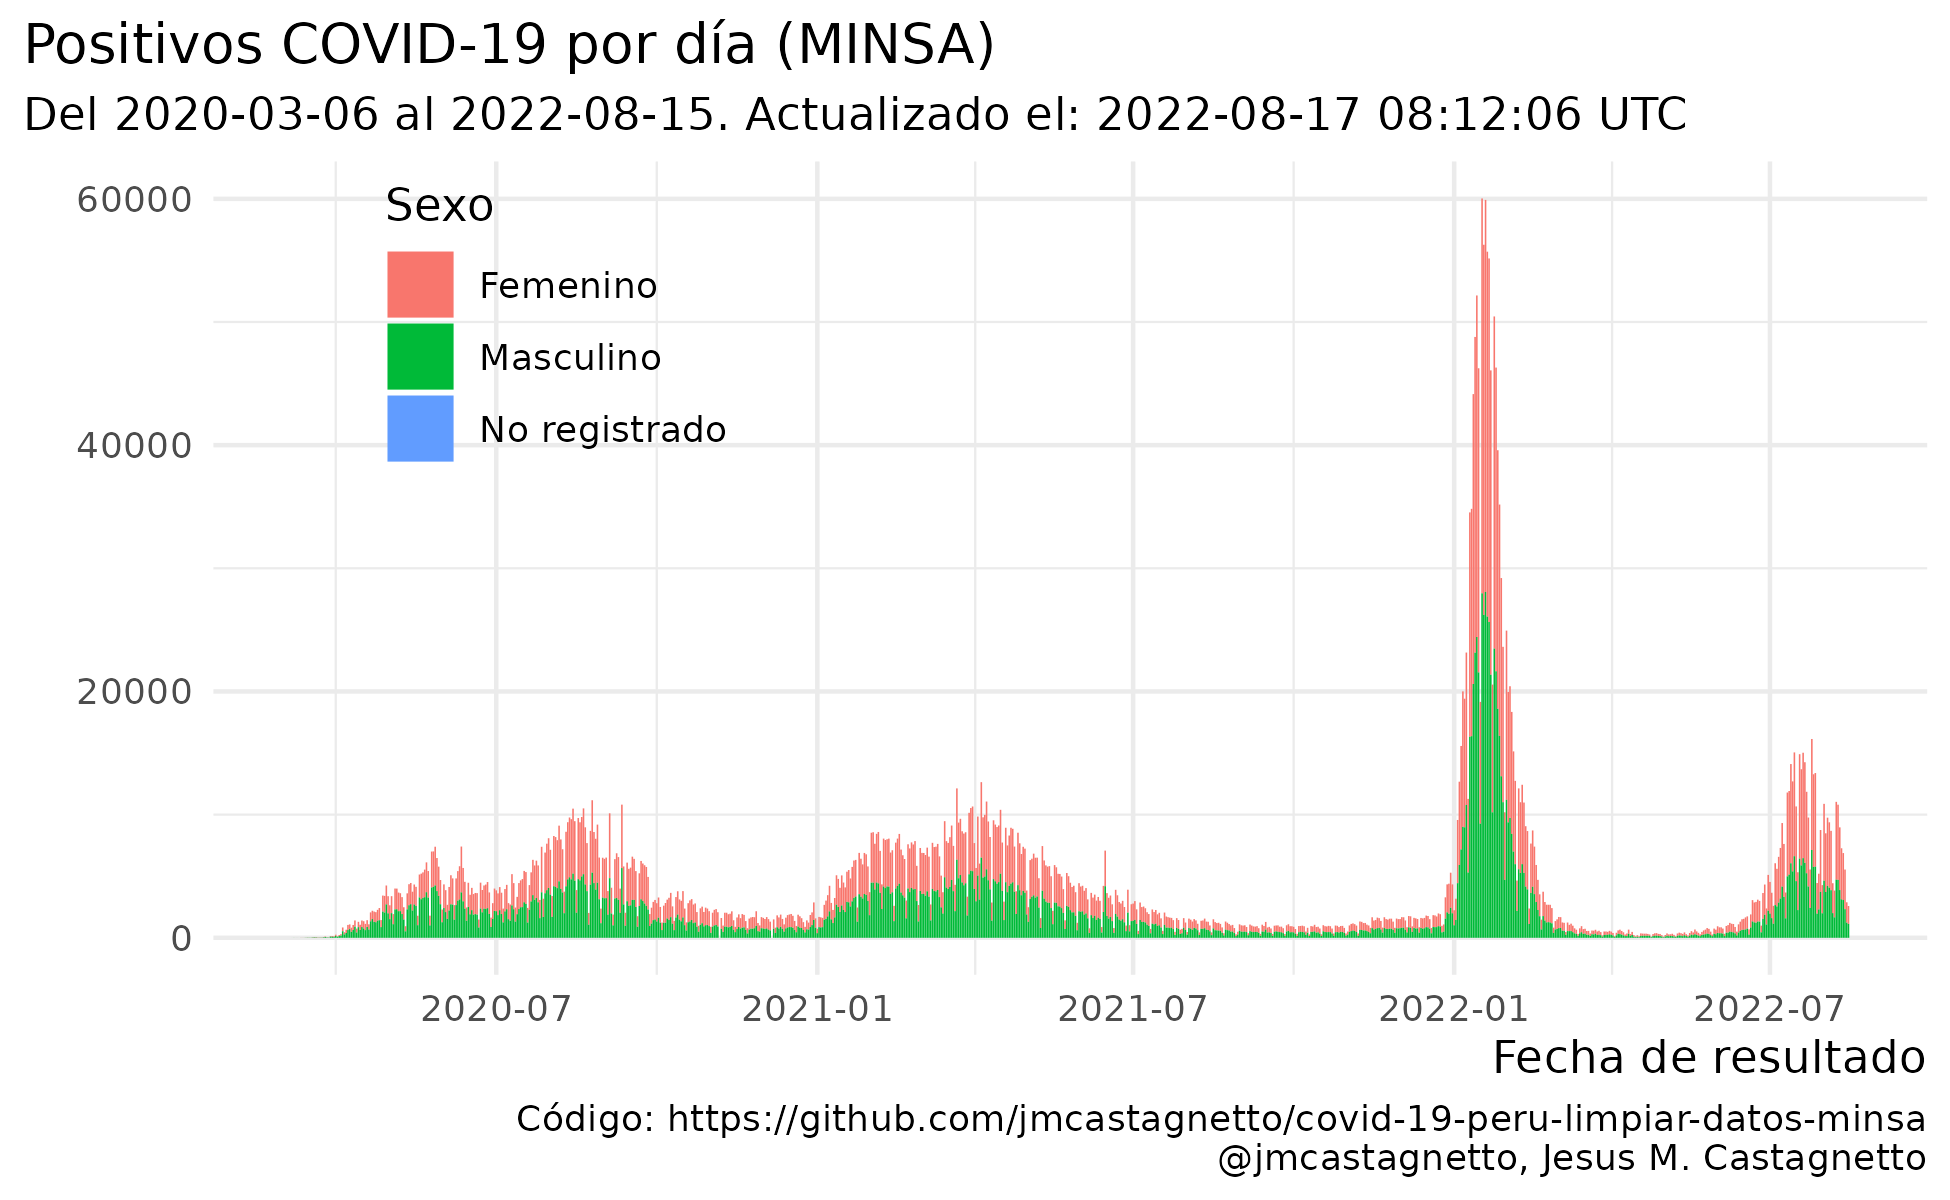 Positivos COVID-19 por día (MINSA)
Del 2020-03-06 al 2022-08-15. Actualizado el: 2022-08-17 08:12:06 UTC
60000
40000
20000
0
Sexo
Femenino
Masculino
No registrado
2020-07 2021-01 2021-07 2022-01 2022-07
Fecha de resultado
Código: https://github.com/jmcastagnetto/covid-19-peru-limpiar-datos-minsa
@jmcastagnetto, Jesus M. Castagnetto